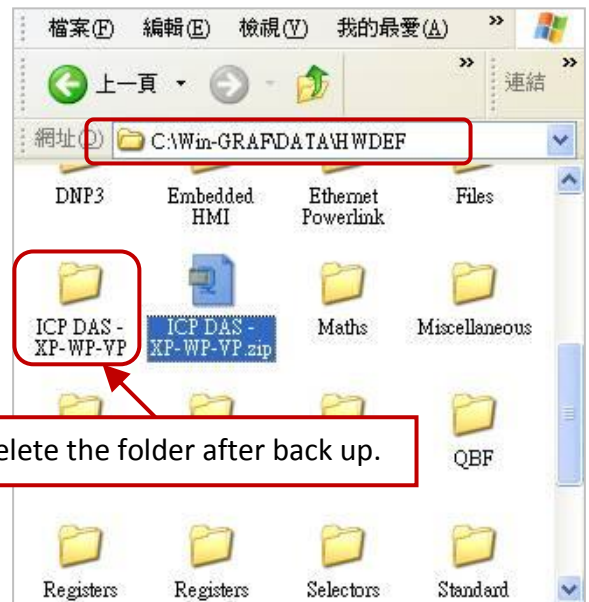 檔案(F) 編輯(E) 檢視(V) 我的最愛(A) »
上一頁 » 連結 »
網址(D) C:\Win-GRAF\DATA\HWDEF
DNP3 Embedded HMI Ethernet Powerlink Files
ICP DAS - XP-WP-VP ICP DAS - XP-WP-VP.zip Maths Miscellaneous
elete the folder after back up.
QBF
Registers Registers Selectors Standard